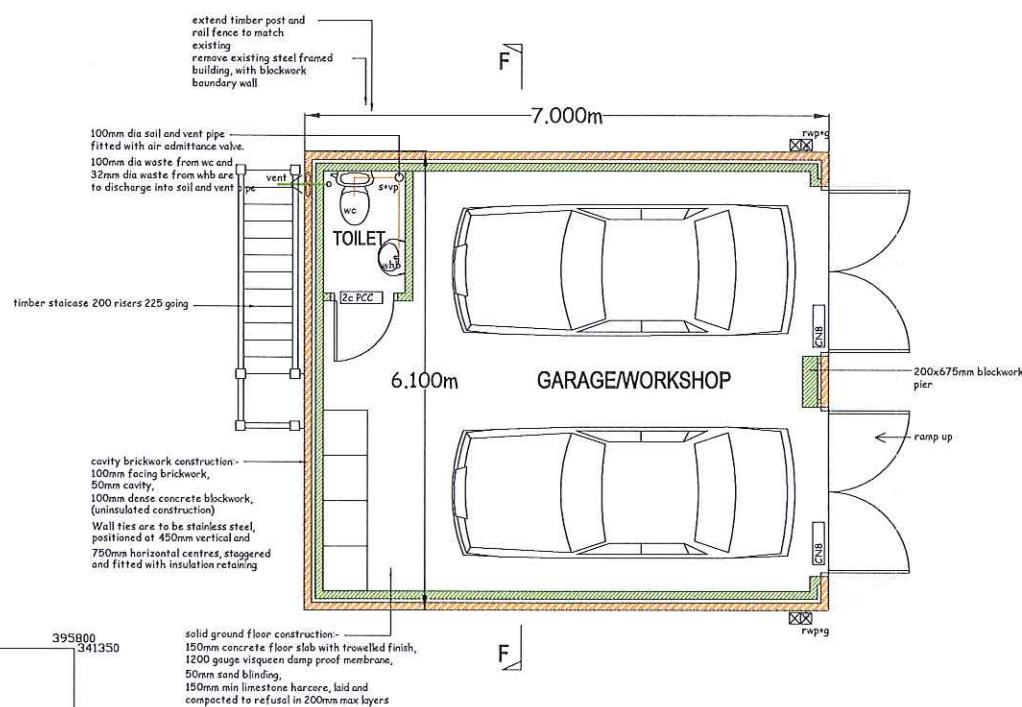 extend timber post and
rail fence to match
existing
remove existing steel framed
building, with blockwork
boundary wall
F
7.000m
rwp+g
100mm dia soil and vent pipe
fitted with air admittance valve.
100mm dia waste from wc and
32mm dia waste from whb are
to discharge into soil and vent pipe
vent
s+vp
wc
TOILET
whb
2c PCC
timber staicase 200 risers 225 going
CN8
6.100m
GARAGE/WORKSHOP
200x675mm blockwork
pier
ramp up
cavity brickwork construction:-
100mm facing brickwork,
50mm cavity,
100mm dense concrete blockwork,
(uninsulated construction)
Wall ties are to be stainless steel,
positioned at 450mm vertical and
750mm horizontal centres, staggered
and fitted with insulation retaining
CN8
rwp+g
395800
341350
solid ground floor construction:-
150mm concrete floor slab with trowelled finish,
1200 gauge visqueen damp proof membrane,
50mm sand blinding,
150mm min limestone harcore, laid and
compacted to refusal in 200mm max layers
F